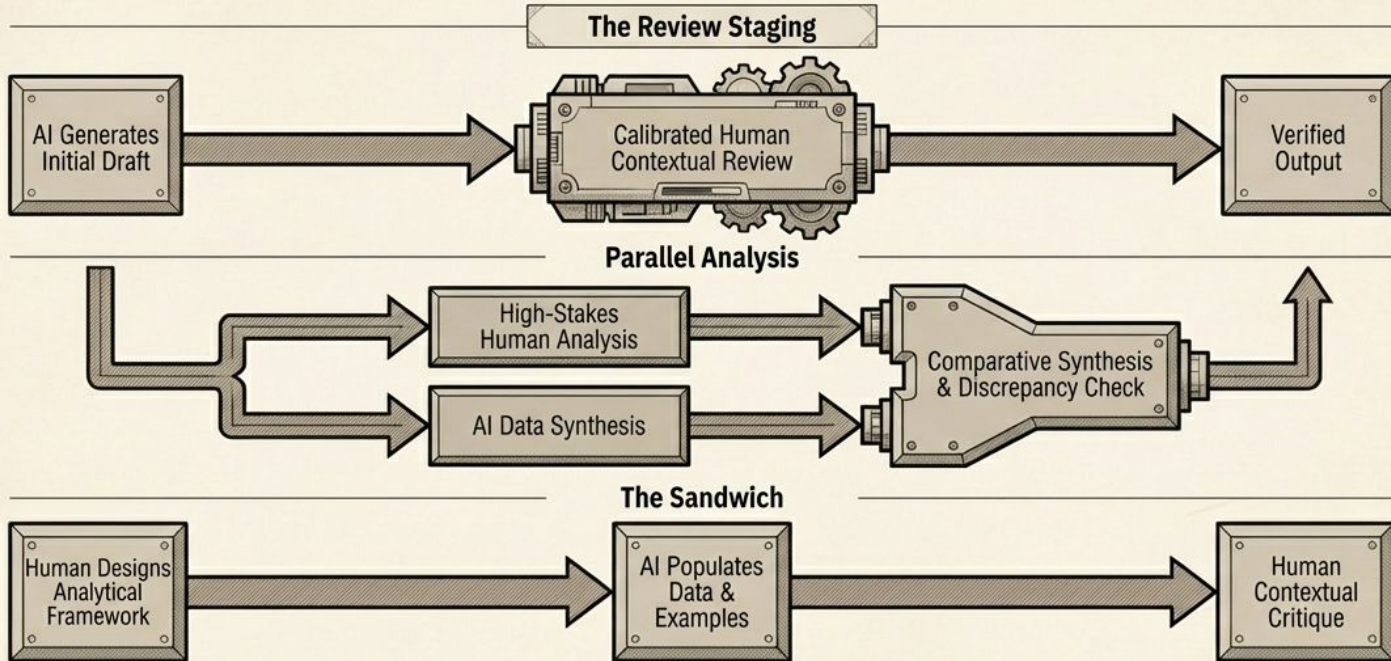 The Review Staging
AI Generates
Initial Draft
Calibrated Human
Contextual Review
Verified
Output
Parallel Analysis
High-Stakes
Human Analysis
AI Data Synthesis
Comparative Synthesis
& Discrepancy Check
The Sandwich
Human Designs
Analytical
Framework
AI Populates
Data &
Examples
Human
Contextual
Critique